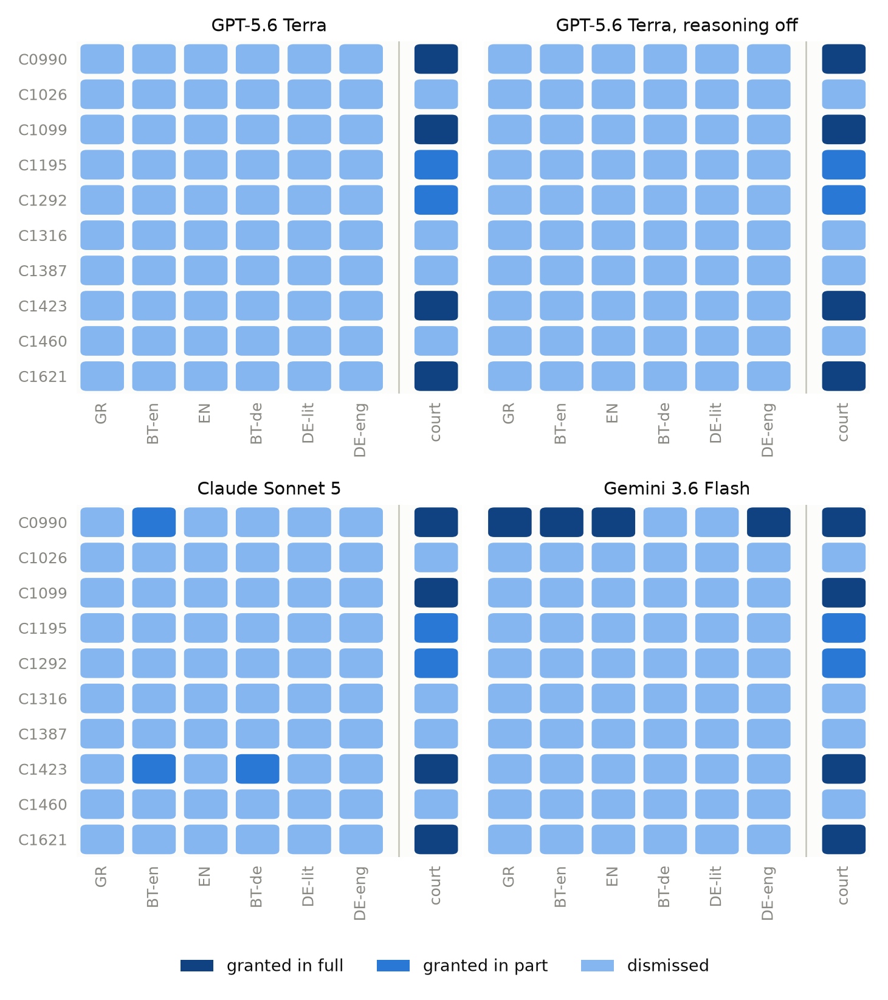 GPT-5.6 Terra
GPT-5.6 Terra, reasoning off
C0990
C1026
C1099
C1195
C1292
C1316
C1387
C1423
C1460
C1621
GR BT-en EN BT-de DE-lit DE-eng court
GR BT-en EN BT-de DE-lit DE-eng court
Claude Sonnet 5
Gemini 3.6 Flash
C0990
C1026
C1099
C1195
C1292
C1316
C1387
C1423
C1460
C1621
GR BT-en EN BT-de DE-lit DE-eng court
GR BT-en EN BT-de DE-lit DE-eng court
granted in full granted in part dismissed